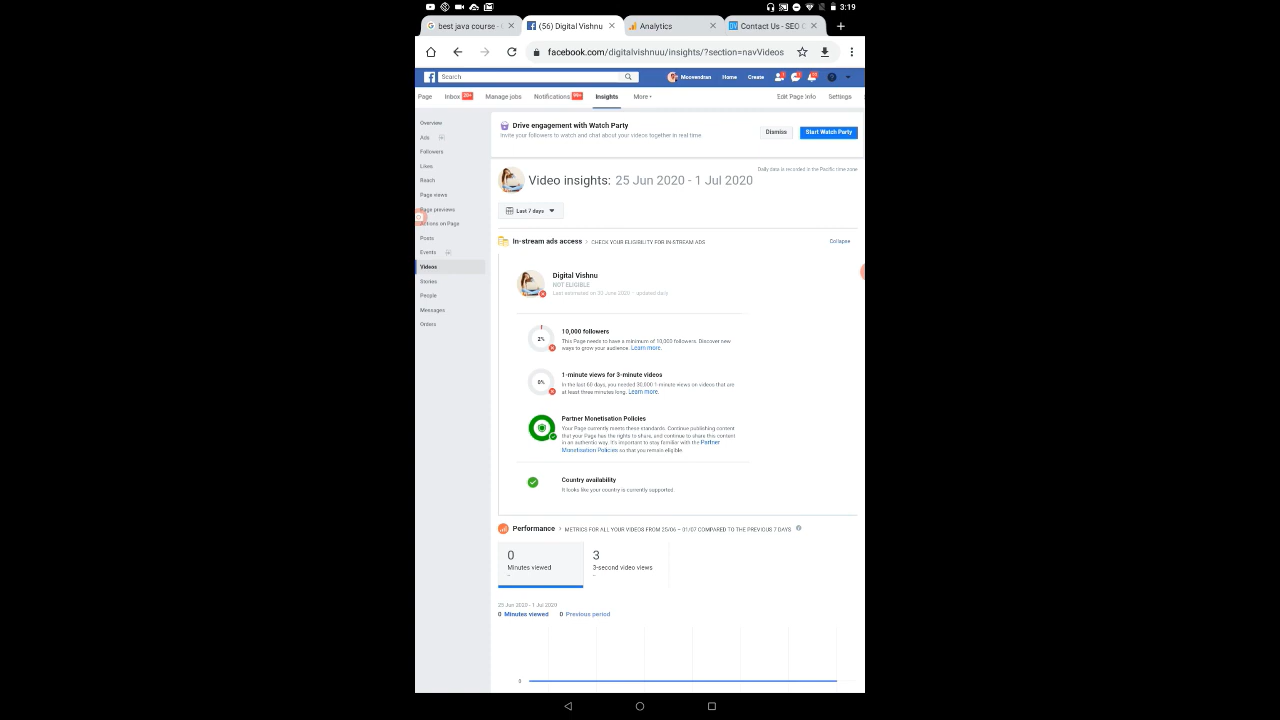 3:19
best java course - U
(56) Digital Vishnu
Analytics
Contact Us - SEO C
facebook.com/digitalvishnuu/insights/?section=navVideos
Search
Moovendran Home Create
Page Inbox 20+ Manage jobs Notifications 99+ Insights More Edit Page Info Settings
Overview
Ads
Followers
Likes
Reach
Page views
Page previews
Actions on Page
Posts
Events
Videos
Stories
People
Messages
Orders
Drive engagement with Watch Party
Invite your followers to watch and chat about your videos together in real time
Dismiss
Start Watch Party
Daily data is recorded in the Pacific time zone
Video insights: 25 Jun 2020 - 1 Jul 2020
Last 7 days
In-stream ads access CHECK YOUR ELIGIBILITY FOR IN-STREAM ADS
Collapse
Digital Vishnu
NOT ELIGIBLE
Last estimated on 30 June 2020 – updated daily
2%
10,000 followers
This Page needs to have a minimum of 10,000 followers. Discover new
ways to grow your audience. Learn more.
0%
1-minute views for 3-minute videos
In the last 60 days, you needed 30,000 1-minute views on videos that are
at least three minutes long. Learn more.
Partner Monetisation Policies
Your Page currently meets these standards. Continue publishing content
that your Page has the rights to share, and continue to share this content
in an authentic way. It's important to stay familiar with the Partner
Monetisation Policies so that you remain eligible
Country availability
It looks like your country is currently supported.
Performance METRICS FOR ALL YOUR VIDEOS FROM 25/06 – 01/07 COMPARED TO THE PREVIOUS 7 DAYS
0
Minutes viewed
--
3
3-second video views
--
25 Jun 2020 - 1 Jul 2020
0 Minutes viewed 0 Previous period
0